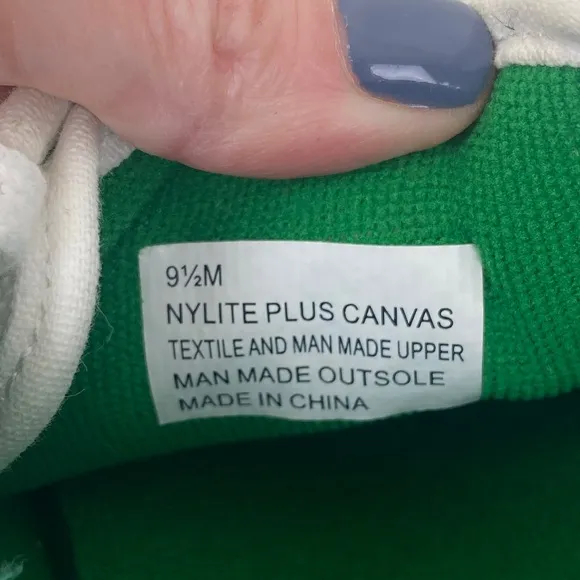 9½M
NYLITE PLUS CANVAS
TEXTILE AND MAN MADE UPPER
MAN MADE OUTSOLE
MADE IN CHINA